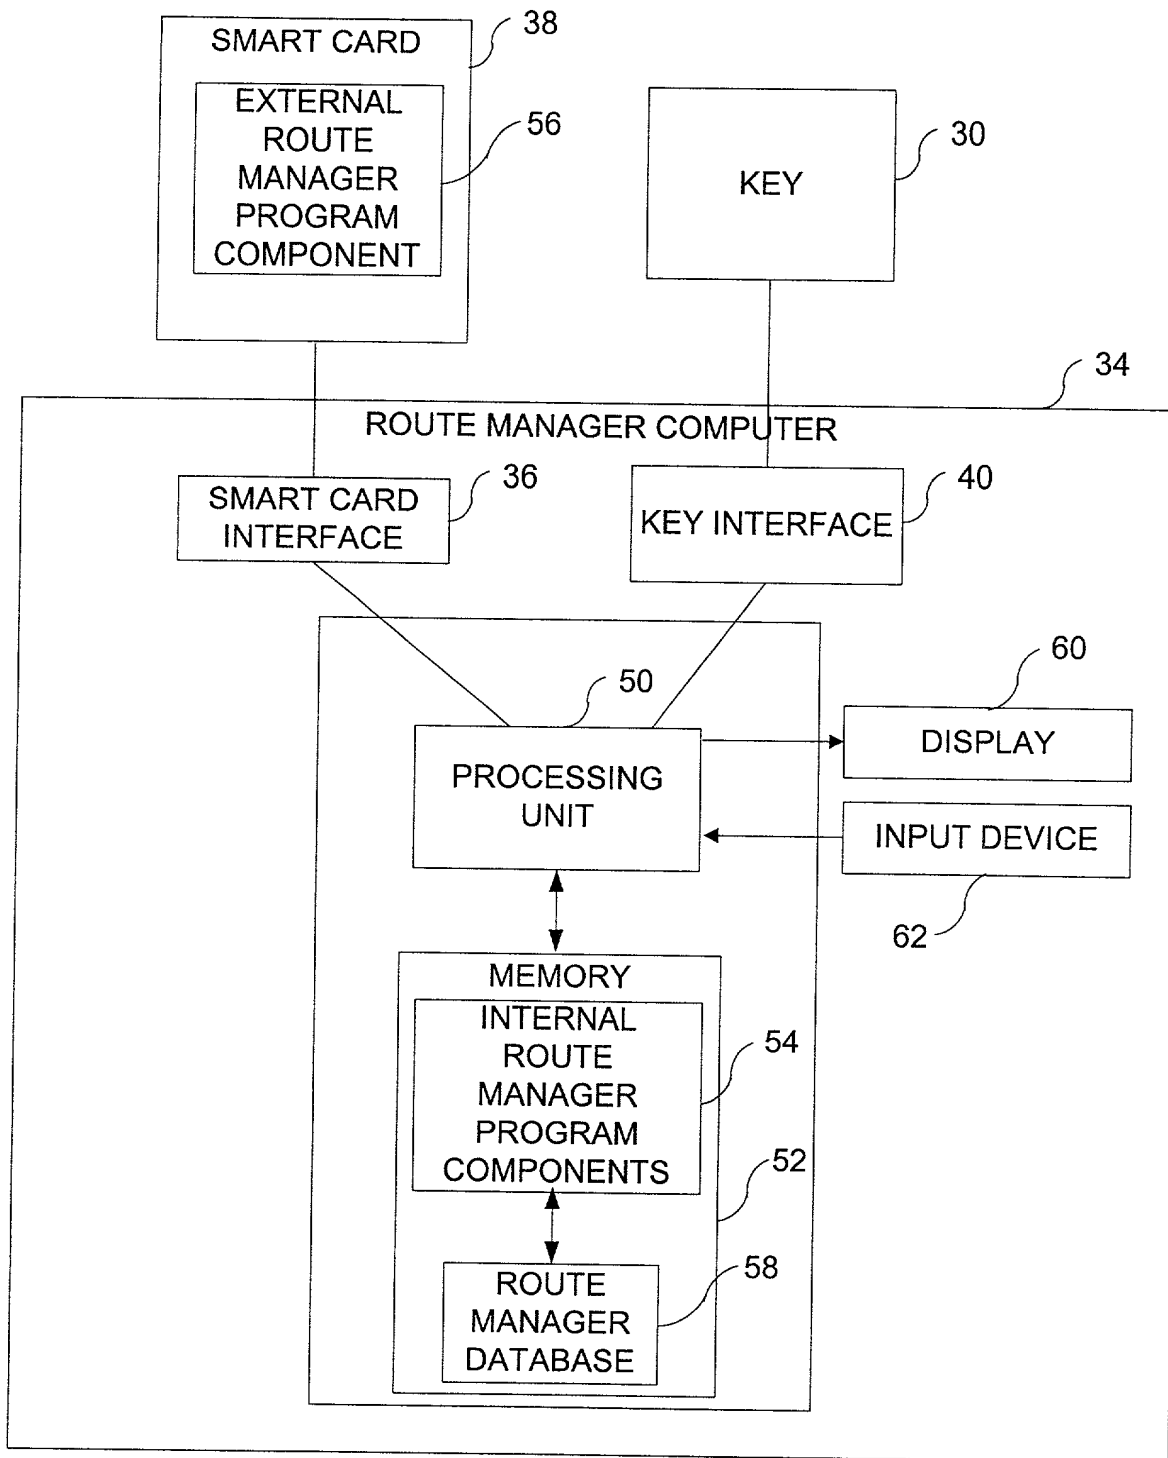 SMART CARD
38
EXTERNAL
ROUTE
MANAGER
PROGRAM
COMPONENT
56
KEY
30
34
ROUTE MANAGER COMPUTER
SMART CARD
INTERFACE
36
KEY INTERFACE
40
50
PROCESSING
UNIT
60
DISPLAY
INPUT DEVICE
62
MEMORY
INTERNAL
ROUTE
MANAGER
PROGRAM
COMPONENTS
54
52
ROUTE
MANAGER
DATABASE
58